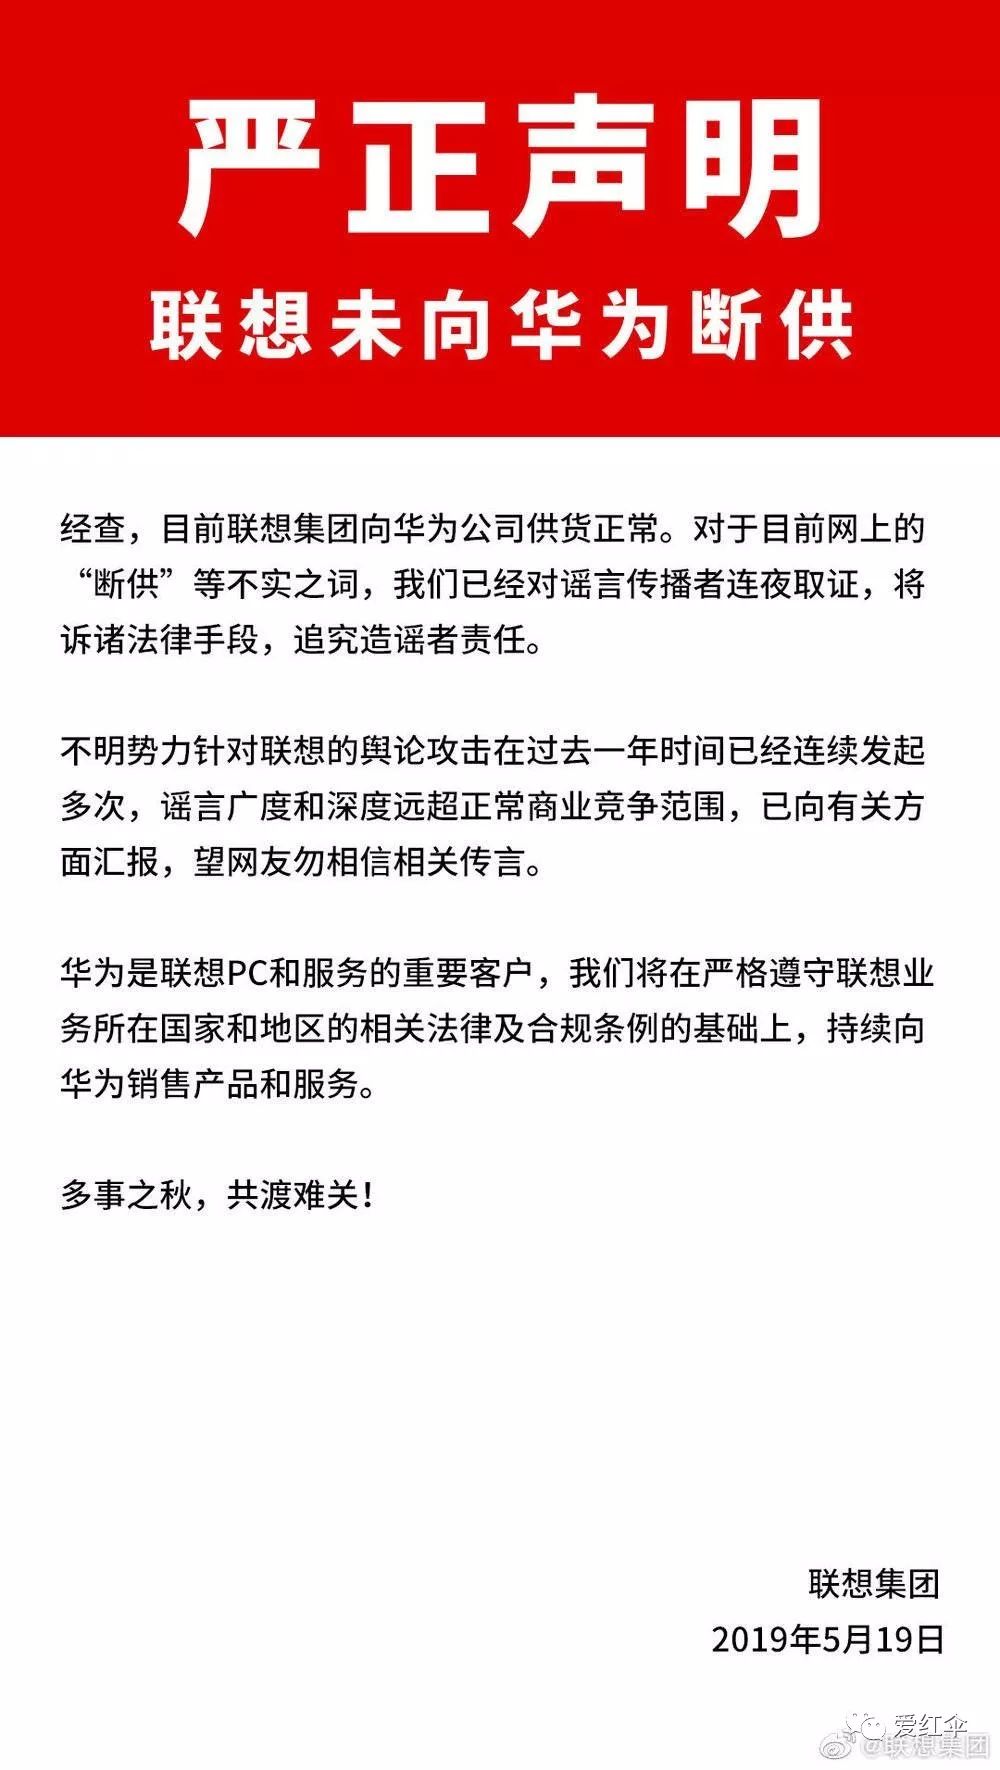 严正声明
联想未向华为断供
经查，目前联想集团向华为公司供货正常。对于目前网上的
“断供”等不实之词，我们已经对谣言传播者连夜取证，将
诉诸法律手段，追究造谣者责任。
不明势力针对联想的舆论攻击在过去一年时间已经连续发起
多次，谣言广度和深度远超正常商业竞争范围，已向有关方
面汇报，望网友勿相信相关传言。
华为是联想PC和服务的重要客户，我们将在严格遵守联想业
务所在国家和地区的相关法律及合规条例的基础上，持续向
华为销售产品和服务。
多事之秋，共渡难关！
联想集团
2019年5月19日
爱红伞
@联想集团